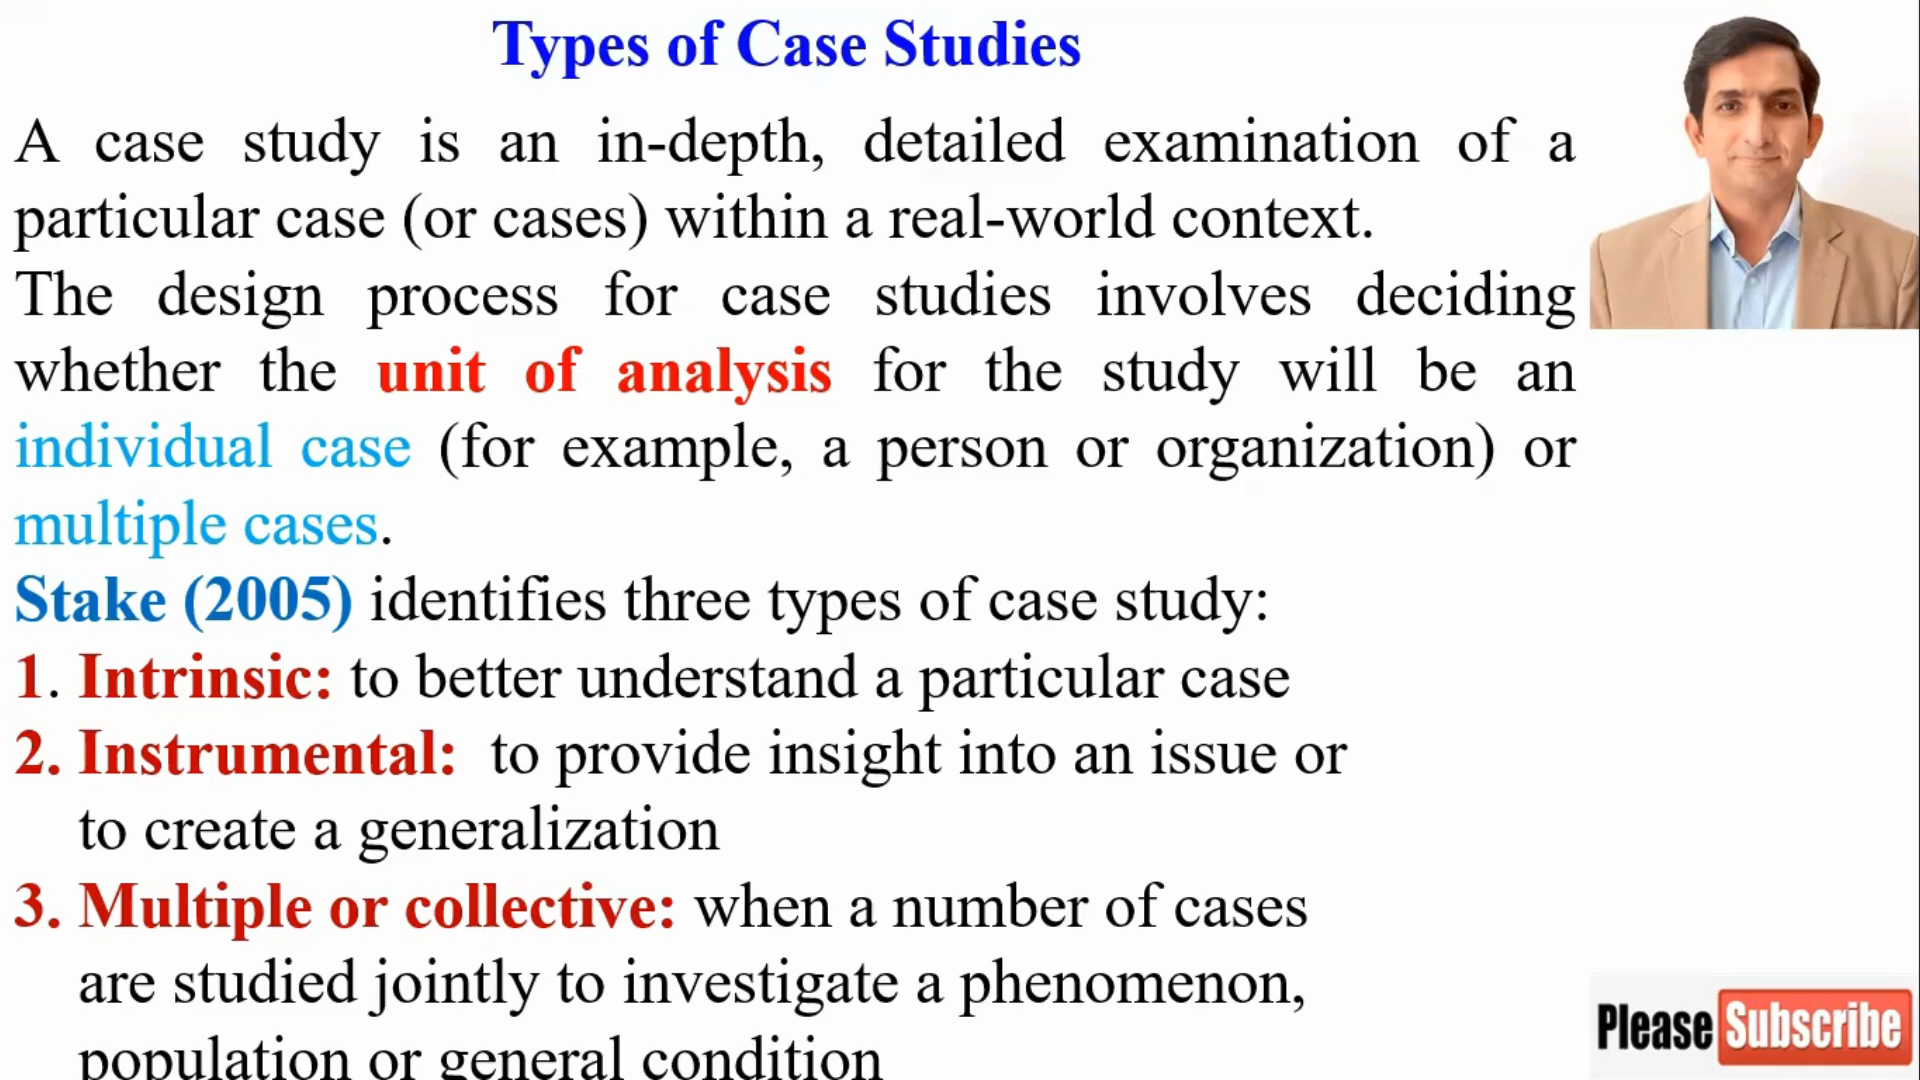 Types of Case Studies
A case study is an in-depth, detailed examination of a
particular case (or cases) within a real-world context.
The design process for case studies involves deciding
whether the unit of analysis for the study will be an
individual case (for example, a person or organization) or
multiple cases.
Stake (2005) identifies three types of case study:
1. Intrinsic: to better understand a particular case
2. Instrumental: to provide insight into an issue or
to create a generalization
3. Multiple or collective: when a number of cases
are studied jointly to investigate a phenomenon,
population or general condition
Please Subscribe